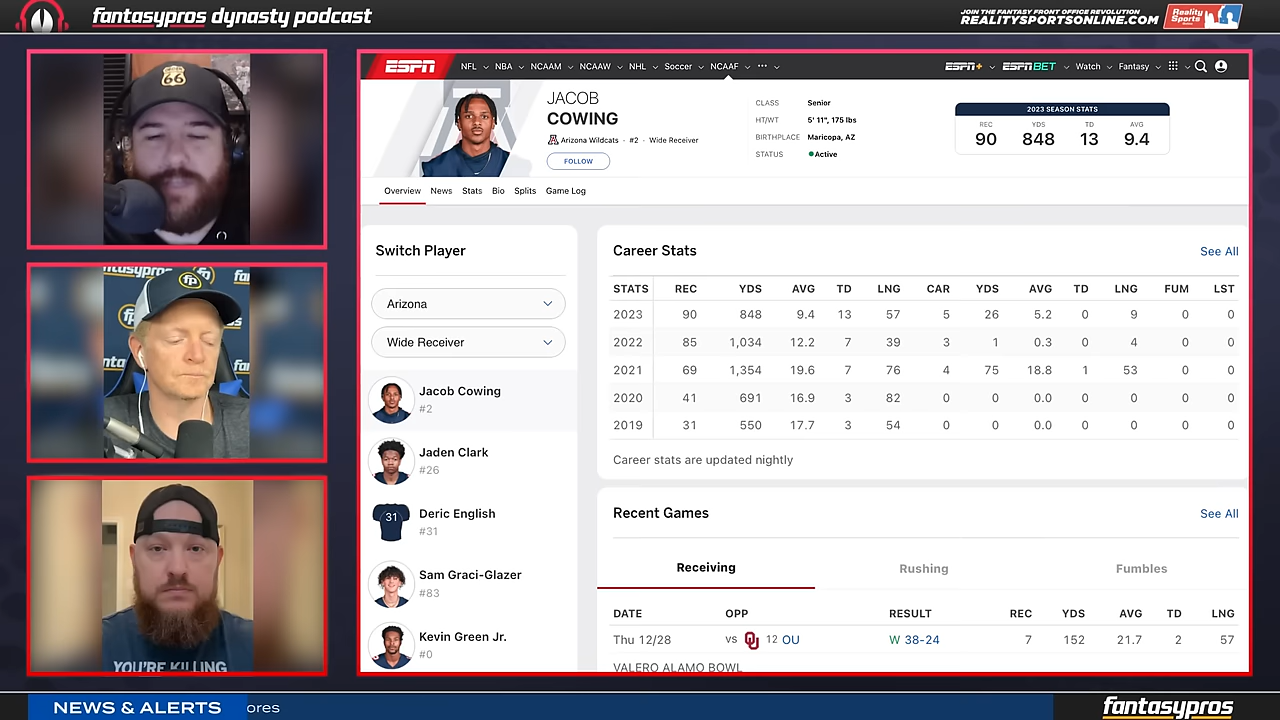 fantasypros dynasty podcast
JOIN THE FANTASY FRONT OFFICE REVOLUTION
REALITYSPORTSONLINE.COM
Reality Sports
66
fantasypros
fp
YOU'RE KILLING
ESPN NFL NBA NCAAM NCAAW NHL Soccer NCAAF ESPN+ ESPN BET Watch Fantasy
JACOB
COWING
Arizona Wildcats · #2 · Wide Receiver
FOLLOW
CLASS Senior
HT/WT 5' 11", 175 lbs
BIRTHPLACE Maricopa, AZ
STATUS Active
2023 SEASON STATS
REC YDS TD AVG
90 848 13 9.4
Overview News Stats Bio Splits Game Log
Switch Player
Arizona
Wide Receiver
Jacob Cowing
#2
Jaden Clark
#26
31
Deric English
#31
Sam Graci-Glazer
#83
Kevin Green Jr.
#0
Career Stats See All
STATS REC YDS AVG TD LNG CAR YDS AVG TD LNG FUM LST
2023 90 848 9.4 13 57 5 26 5.2 0 9 0 0
2022 85 1,034 12.2 7 39 3 1 0.3 0 4 0 0
2021 69 1,354 19.6 7 76 4 75 18.8 1 53 0 0
2020 41 691 16.9 3 82 0 0 0.0 0 0 0 0
2019 31 550 17.7 3 54 0 0 0.0 0 0 0 0
Career stats are updated nightly
Recent Games See All
Receiving Rushing Fumbles
DATE OPP RESULT REC YDS AVG TD LNG
Thu 12/28 vs 12 OU W 38-24 7 152 21.7 2 57
VALERO ALAMO BOWL
NEWS & ALERTS ores
fantasypros